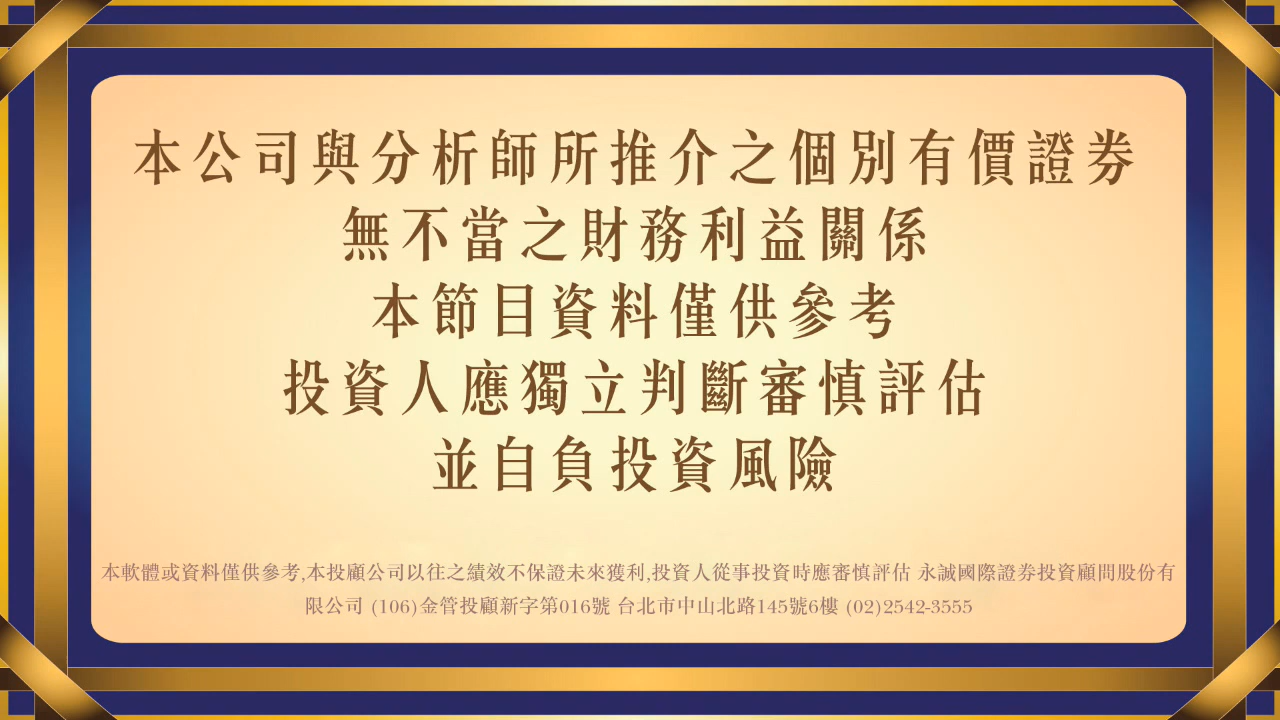 本公司與分析師所推介之個別有價證券
無不當之財務利益關係
本節目資料僅供參考
投資人應獨立判斷審慎評估
並自負投資風險
本軟體或資料僅供參考,本投顧公司以往之績效不保證未來獲利,投資人從事投資時應審慎評估 永誠國際證券投資顧問股份有
限公司 (106)金管投顧新字第016號 台北市中山北路145號6樓 (02)2542-3555